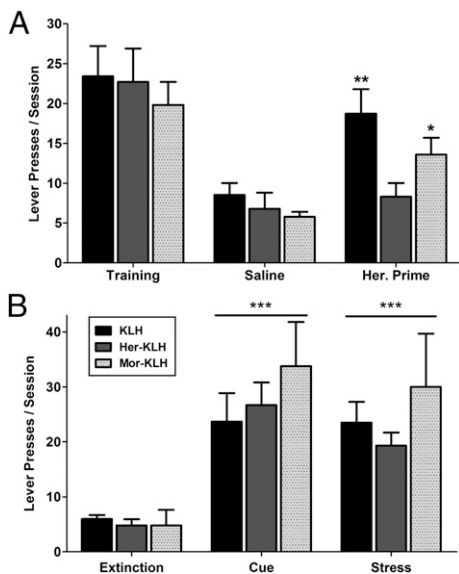 A
Lever Presses / Session
30
25
20
15
10
5
0
**
*
Training Saline Her. Prime
B
Lever Presses / Session
40
30
20
10
0
KLH
Her-KLH
Mor-KLH
*** ***
Extinction Cue Stress